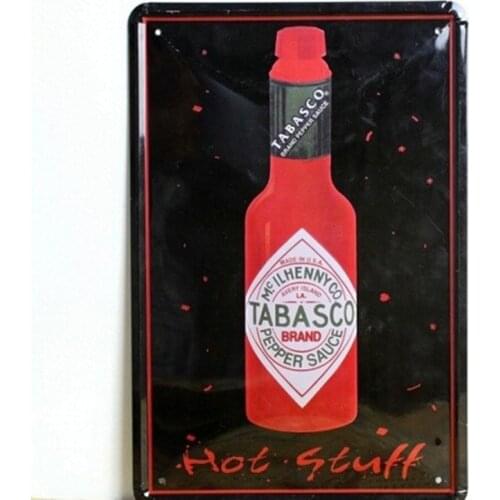 TABASCO
BRAND PEPPER SAUCE
MADE IN U.S.A.
McILHENNY CO
AVERY ISLAND
LA.
TABASCO
BRAND
PEPPER SAUCE
Hot Stuff